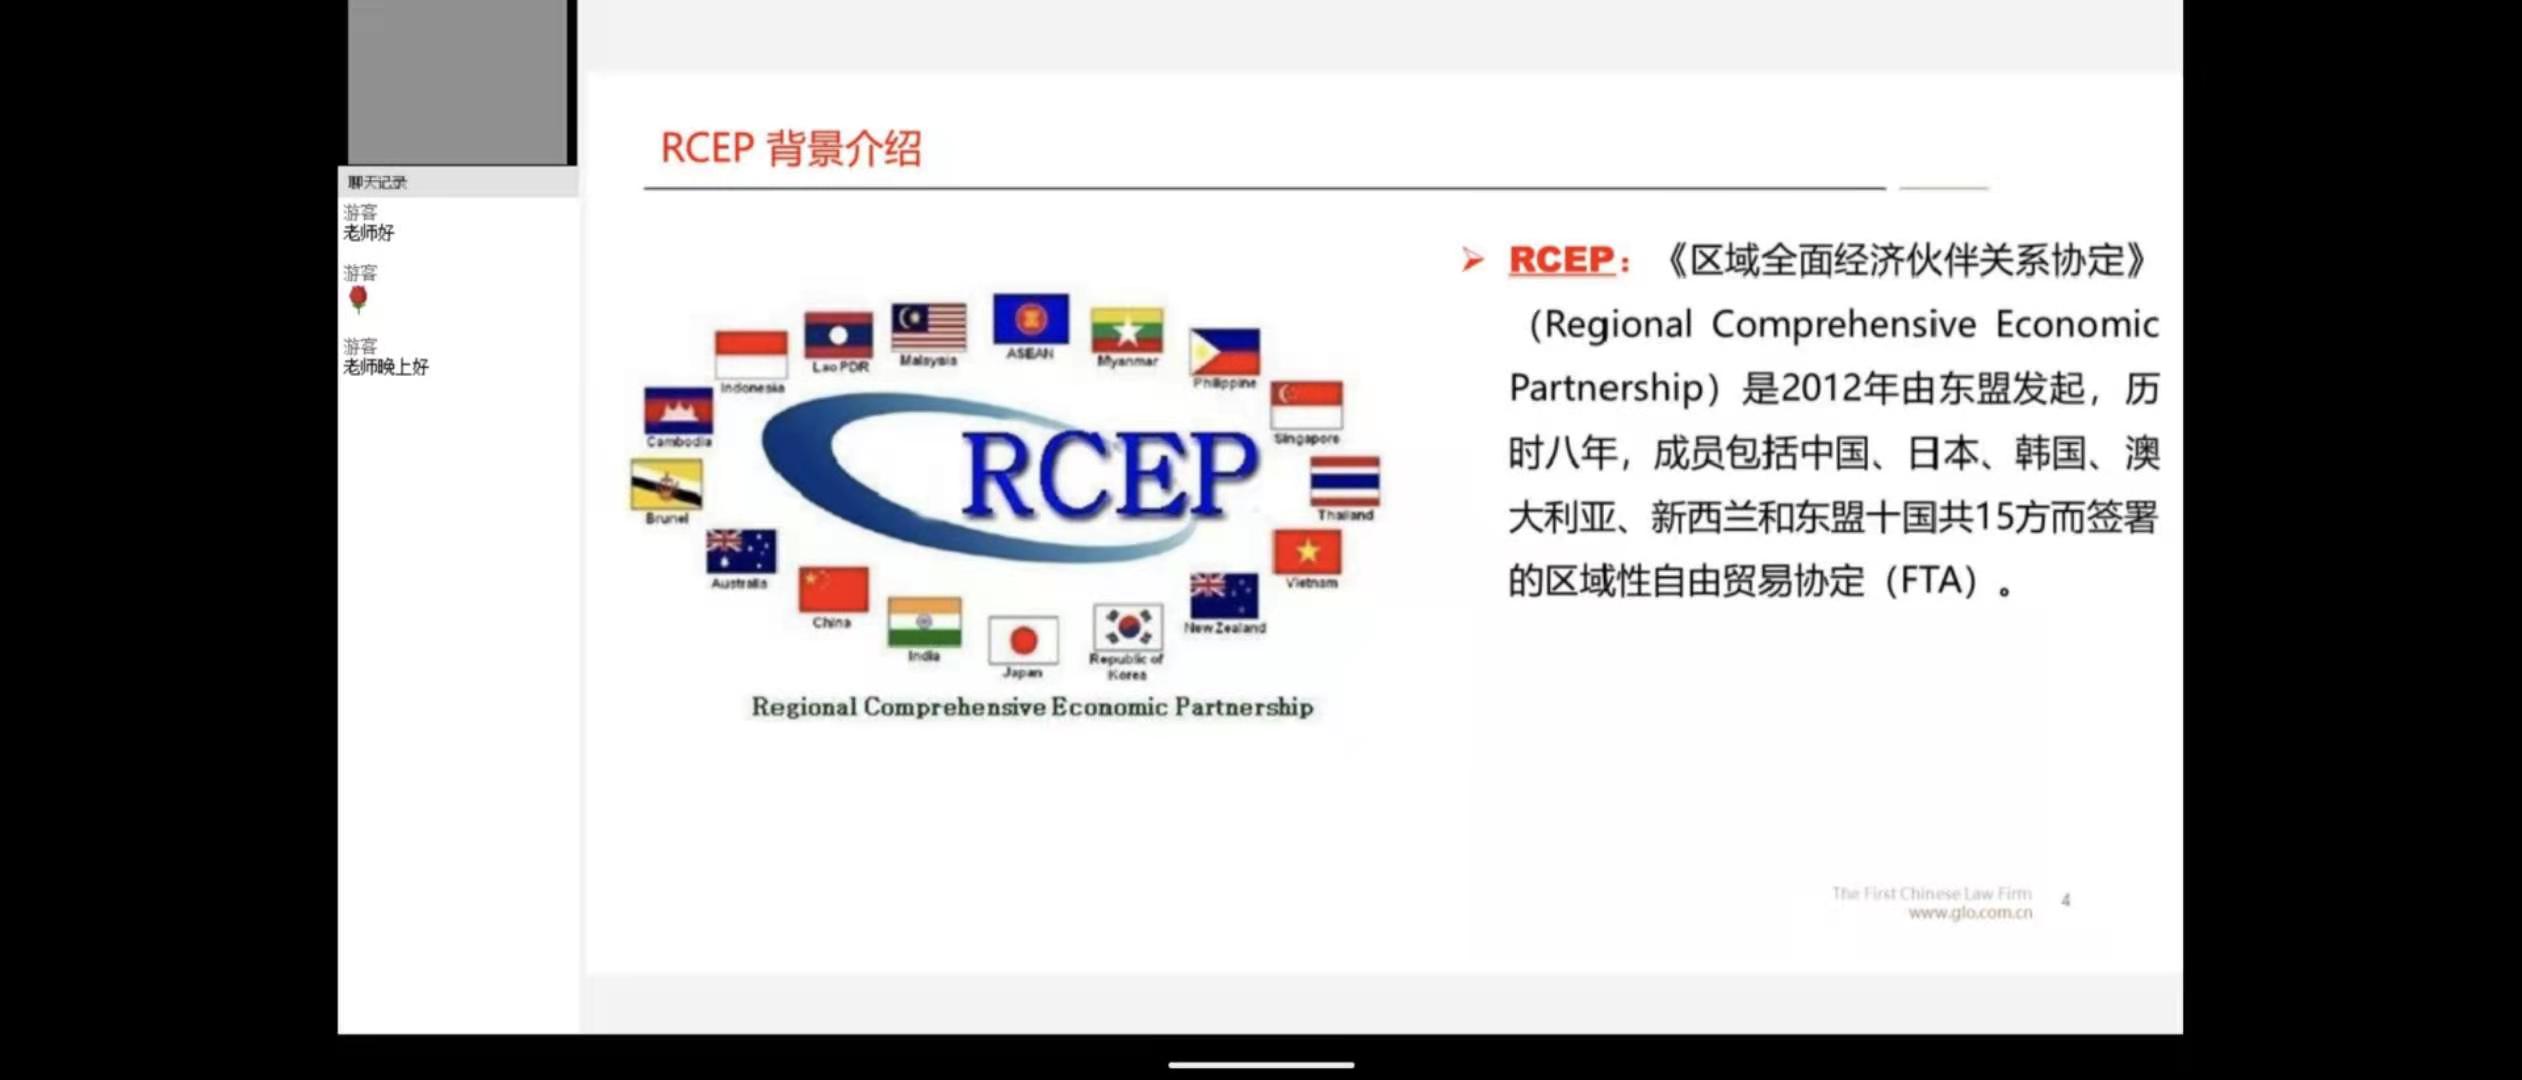 聊天记录
游客
老师好
游客
游客
老师晚上好
RCEP 背景介绍
ASEAN
Myanmar
Malaysia
Lao PDR
Philippine
Indonesia
Singapore
Cambodia
RCEP
Thailand
Brunei
Vietnam
Australia
China
New Zealand
India
Republic of
Korea
Japan
Regional Comprehensive Economic Partnership
➢ RCEP：《区域全面经济伙伴关系协定》
（Regional Comprehensive Economic
Partnership）是2012年由东盟发起，历
时八年，成员包括中国、日本、韩国、澳
大利亚、新西兰和东盟十国共15方而签署
的区域性自由贸易协定（FTA）。
The First Chinese Law Firm
www.glo.com.cn
4